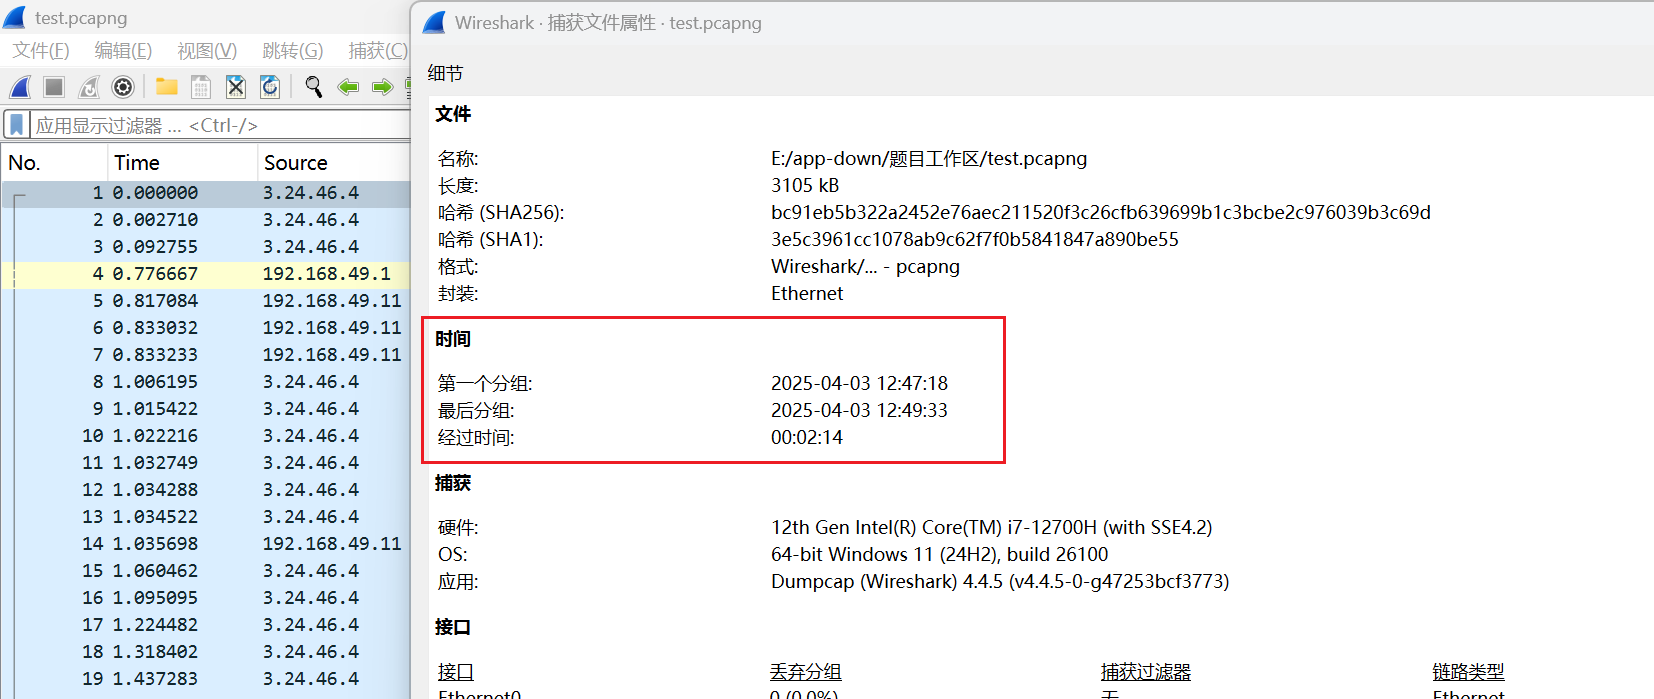 test.pcapng
文件(F) 编辑(E) 视图(V) 跳转(G) 捕获(C)
应用显示过滤器 … <Ctrl-/>
No. Time Source
1 0.000000 3.24.46.4
2 0.002710 3.24.46.4
3 0.092755 3.24.46.4
4 0.776667 192.168.49.1
5 0.817084 192.168.49.11
6 0.833032 192.168.49.11
7 0.833233 192.168.49.11
8 1.006195 3.24.46.4
9 1.015422 3.24.46.4
10 1.022216 3.24.46.4
11 1.032749 3.24.46.4
12 1.034288 3.24.46.4
13 1.034522 3.24.46.4
14 1.035698 192.168.49.11
15 1.060462 3.24.46.4
16 1.095095 3.24.46.4
17 1.224482 3.24.46.4
18 1.318402 3.24.46.4
19 1.437283 3.24.46.4
Wireshark · 捕获文件属性 · test.pcapng
细节
文件
名称: E:/app-down/题目工作区/test.pcapng
长度: 3105 kB
哈希 (SHA256): bc91eb5b322a2452e76aec211520f3c26cfb639699b1c3bcbe2c976039b3c69d
哈希 (SHA1): 3e5c3961cc1078ab9c62f7f0b5841847a890be55
格式: Wireshark/... - pcapng
封装: Ethernet
时间
第一个分组: 2025-04-03 12:47:18
最后分组: 2025-04-03 12:49:33
经过时间: 00:02:14
捕获
硬件: 12th Gen Intel(R) Core(TM) i7-12700H (with SSE4.2)
OS: 64-bit Windows 11 (24H2), build 26100
应用: Dumpcap (Wireshark) 4.4.5 (v4.4.5-0-g47253bcf3773)
接口
接口 丢弃分组 捕获过滤器 链路类型
Ethernet0 0 (0.0%) 无 Ethernet